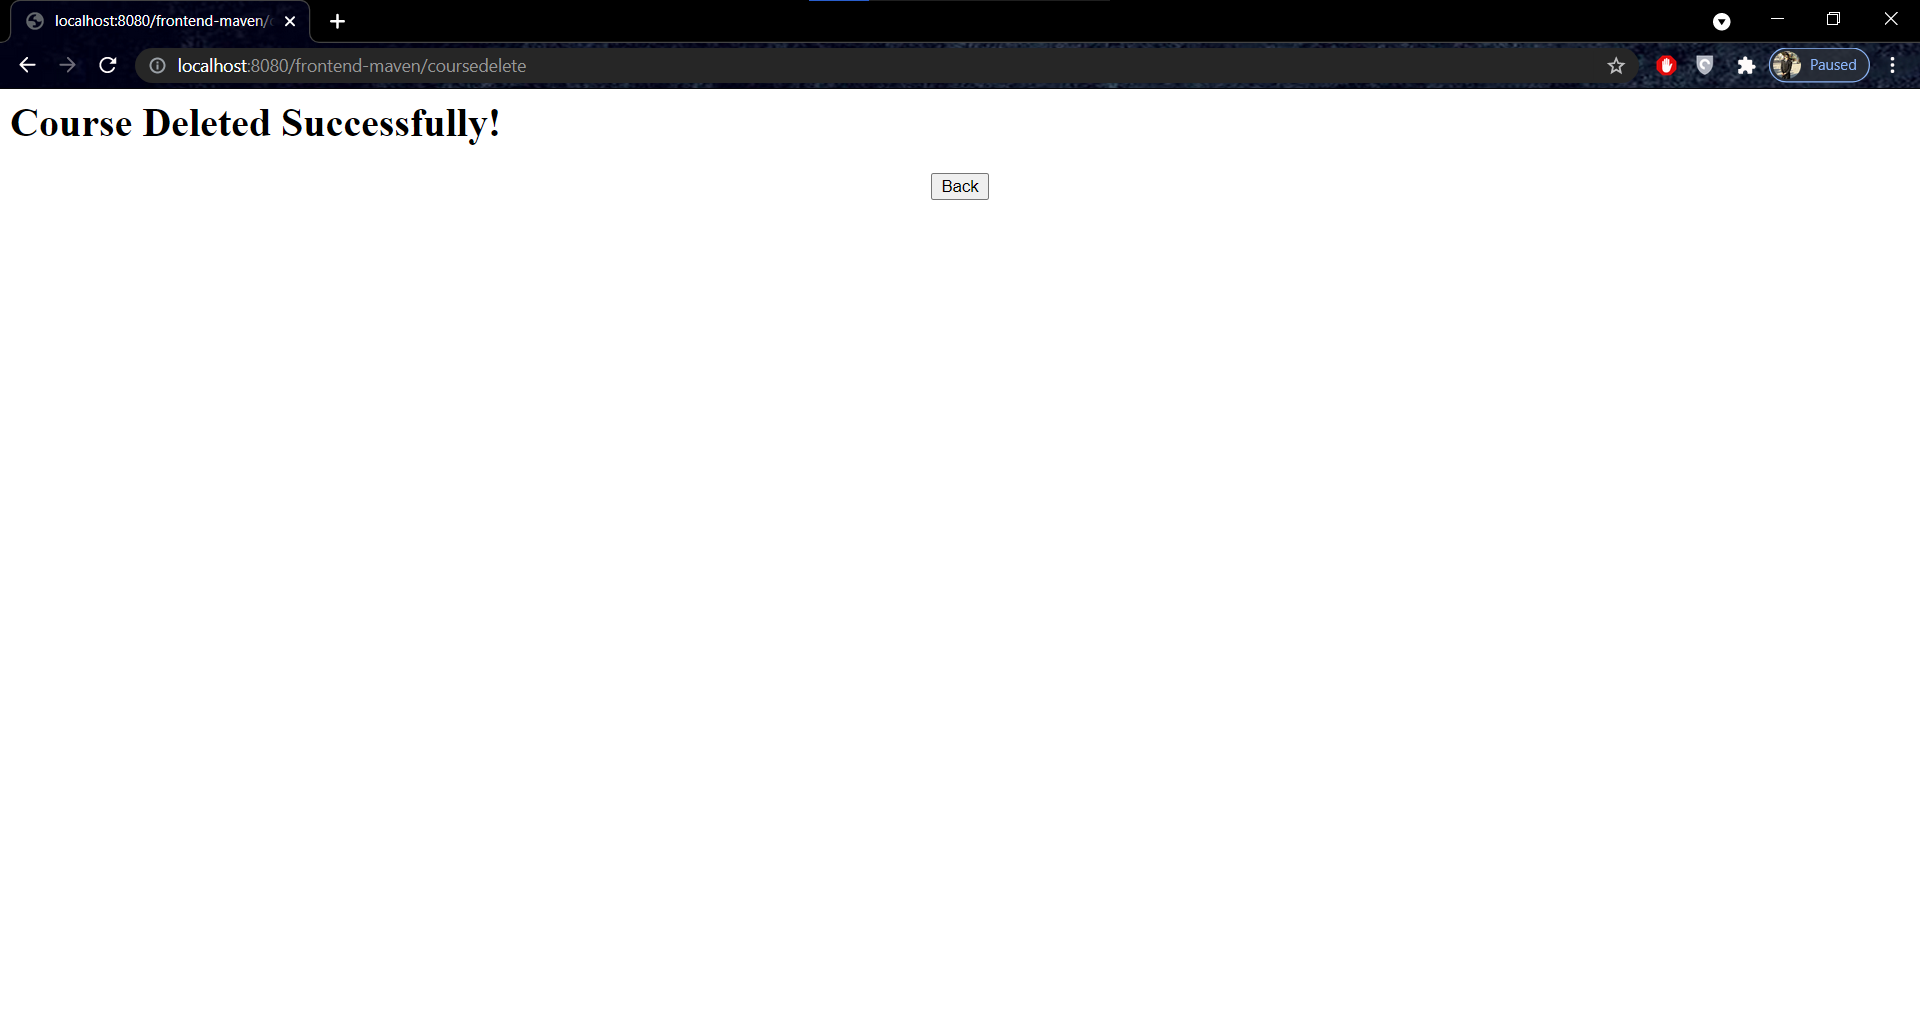 localhost:8080/frontend-maven/
localhost:8080/frontend-maven/coursedelete
Paused
Course Deleted Successfully!
Back